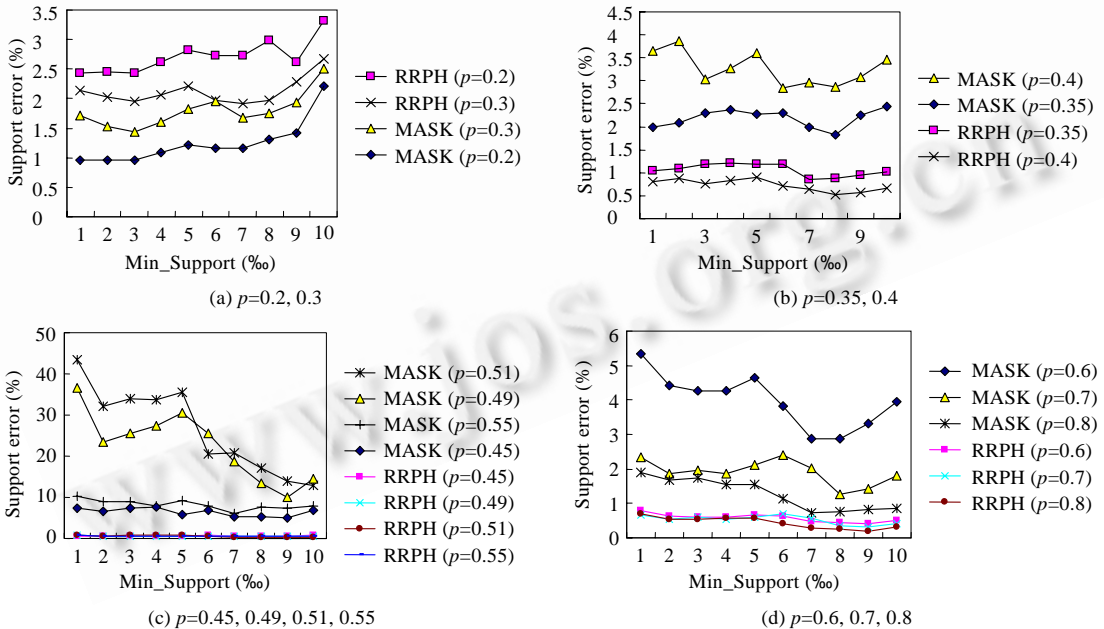 3.5
3
2.5
2
1.5
1
0.5
0
Support error (%)
1 2 3 4 5 6 7 8 9 10
Min_Support (‰)
RRPH (p=0.2)
RRPH (p=0.3)
MASK (p=0.3)
MASK (p=0.2)
(a) p=0.2, 0.3
4.5
4
3.5
3
2.5
2
1.5
1
0.5
0
Support error (%)
1 3 5 7 9
Min_Support (‰)
MASK (p=0.4)
MASK (p=0.35)
RRPH (p=0.35)
RRPH (p=0.4)
(b) p=0.35, 0.4
50
40
30
20
10
0
Support error (%)
1 2 3 4 5 6 7 8 9 10
Min_Support (‰)
MASK (p=0.51)
MASK (p=0.49)
MASK (p=0.55)
MASK (p=0.45)
RRPH (p=0.45)
RRPH (p=0.49)
RRPH (p=0.51)
RRPH (p=0.55)
(c) p=0.45, 0.49, 0.51, 0.55
6
5
4
3
2
1
0
Support error (%)
1 2 3 4 5 6 7 8 9 10
Min_Support (‰)
MASK (p=0.6)
MASK (p=0.7)
MASK (p=0.8)
RRPH (p=0.6)
RRPH (p=0.7)
RRPH (p=0.8)
(d) p=0.6, 0.7, 0.8
www.jos.org.cn